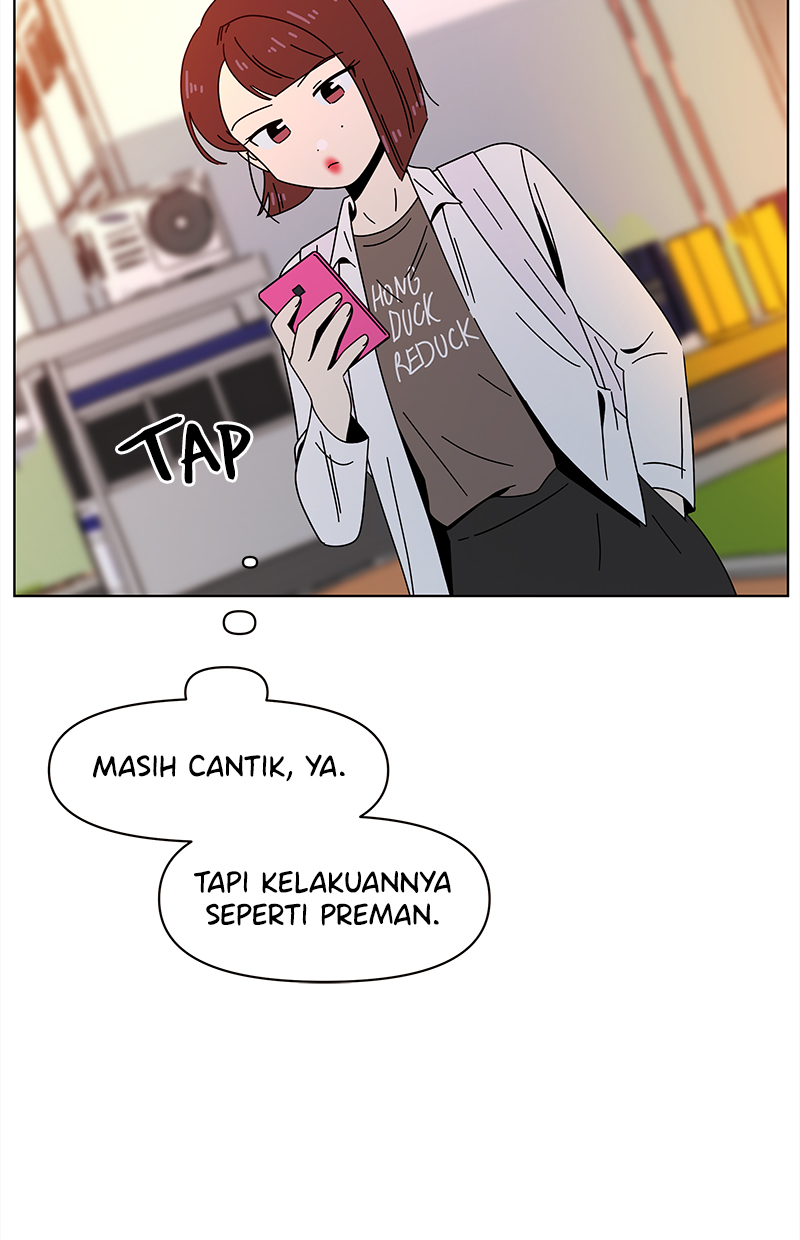 HONG
DUCK
REDUCK
TAP
MASIH CANTIK, YA.
TAPI KELAKUANNYA
SEPERTI PREMAN.